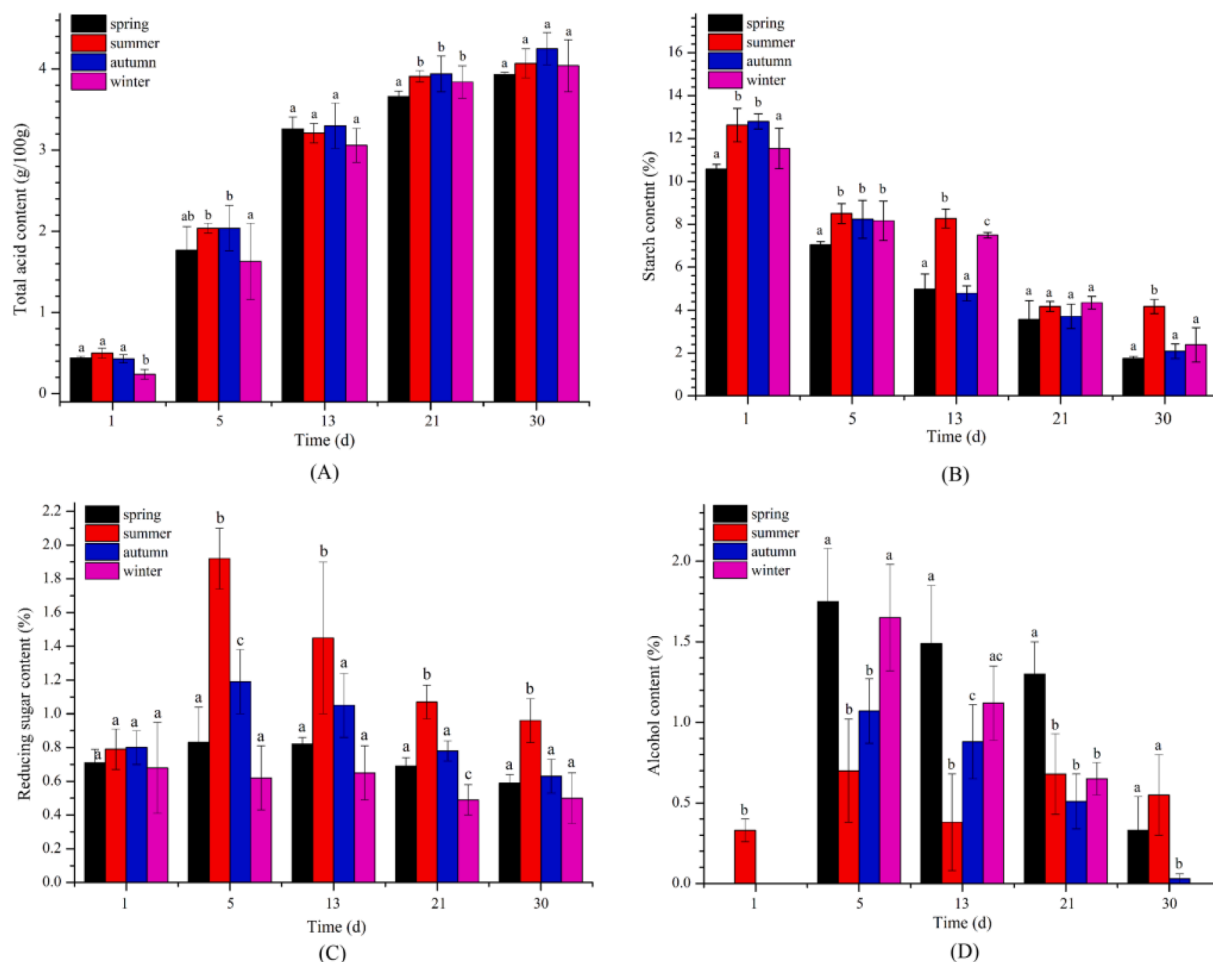 spring
summer
autumn
winter
Total acid content (g/100g)
4
3
2
1
0
a a a b
ab b b a
a a a a
a b b b
a a a a
1 5 13 21 30
Time (d)
(A)
spring
summer
autumn
winter
Starch conetnt (%)
16
14
12
10
8
6
4
2
0
a b b a
a b b b
a b a c
a a a a
a b a a
1 5 13 21 30
Time (d)
(B)
spring
summer
autumn
winter
Reducing sugar content (%)
2.2
2.0
1.8
1.6
1.4
1.2
1.0
0.8
0.6
0.4
0.2
0.0
a a a a
a b c a
a b a a
a b a c
a b a a
1 5 13 21 30
Time (d)
(C)
spring
summer
autumn
winter
Alcohol content (%)
2.0
1.5
1.0
0.5
0.0
b
a b b a
a b c ac
a b b b
a a b
1 5 13 21 30
Time (d)
(D)